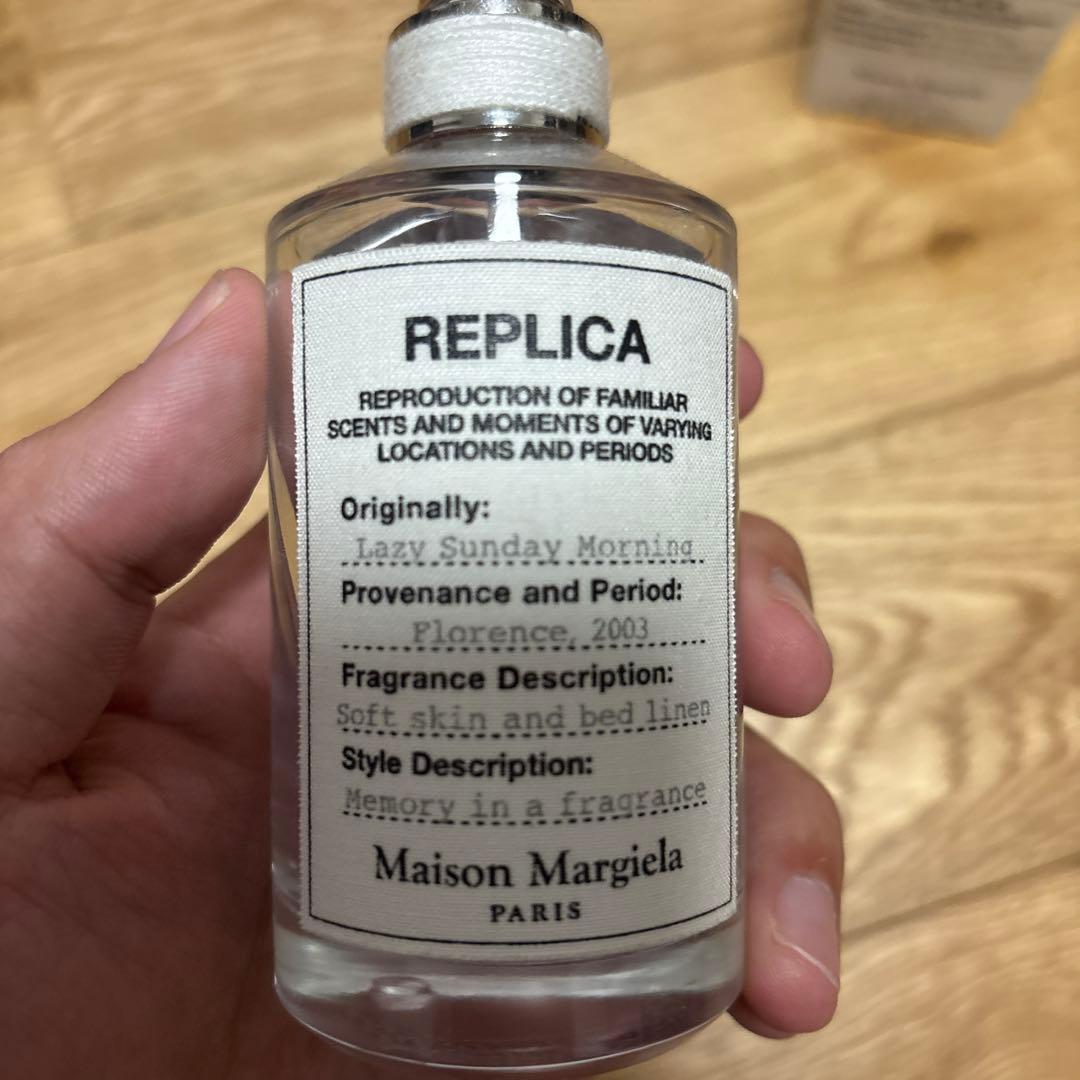 REPLICA
REPRODUCTION OF FAMILIAR
SCENTS AND MOMENTS OF VARYING
LOCATIONS AND PERIODS
Originally:
Lazy Sunday Morning
Provenance and Period:
Florence, 2003
Fragrance Description:
Soft skin and bed linen
Style Description:
Memory in a fragrance
Maison Margiela
PARIS